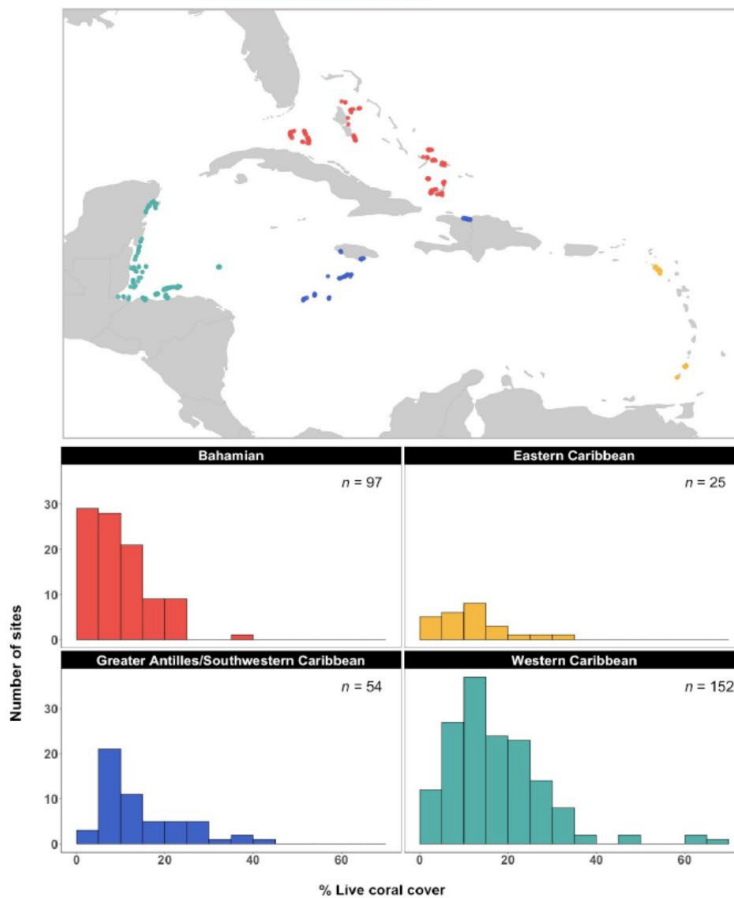 Bahamian
Eastern Caribbean
n = 97
n = 25
30
20
10
0
Number of sites
Greater Antilles/Southwestern Caribbean
Western Caribbean
n = 54
n = 152
30
20
10
0
0 20 40 60
0 20 40 60
% Live coral cover